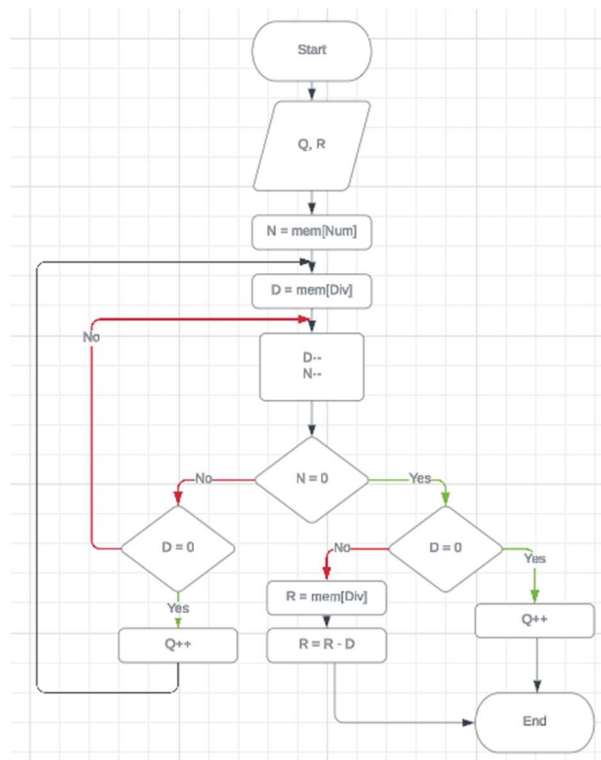 Start
Q, R
N = mem[Num]
D = mem[Div]
No
D--
N--
No
N = 0
Yes
D = 0
No
D = 0
Yes
R = mem[Div]
Yes
Q++
Q++
R = R - D
End